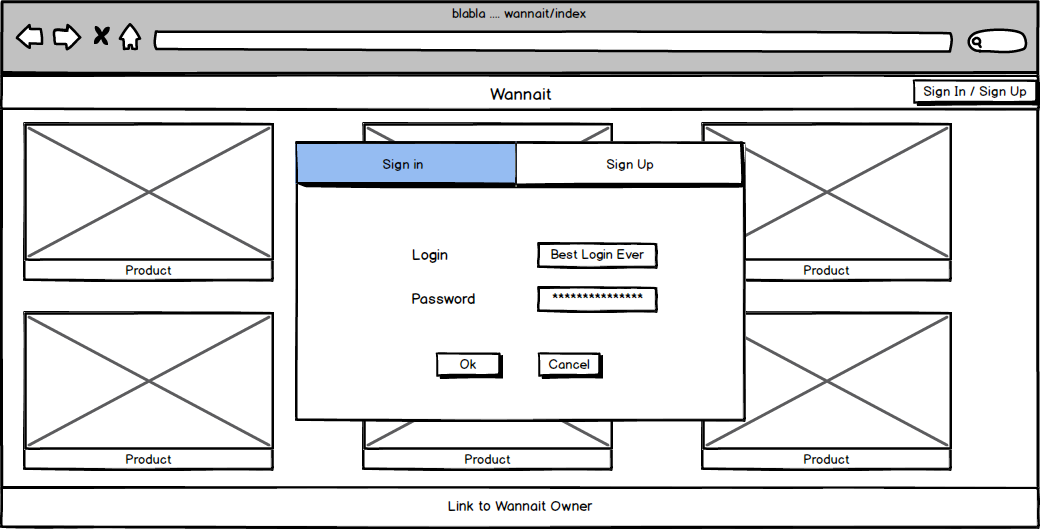 blabla .... wannait/index
Wannait
Sign In / Sign Up
Sign in
Sign Up
Login
Best Login Ever
Password
***************
Ok
Cancel
Product
Product
Product
Product
Product
Link to Wannait Owner